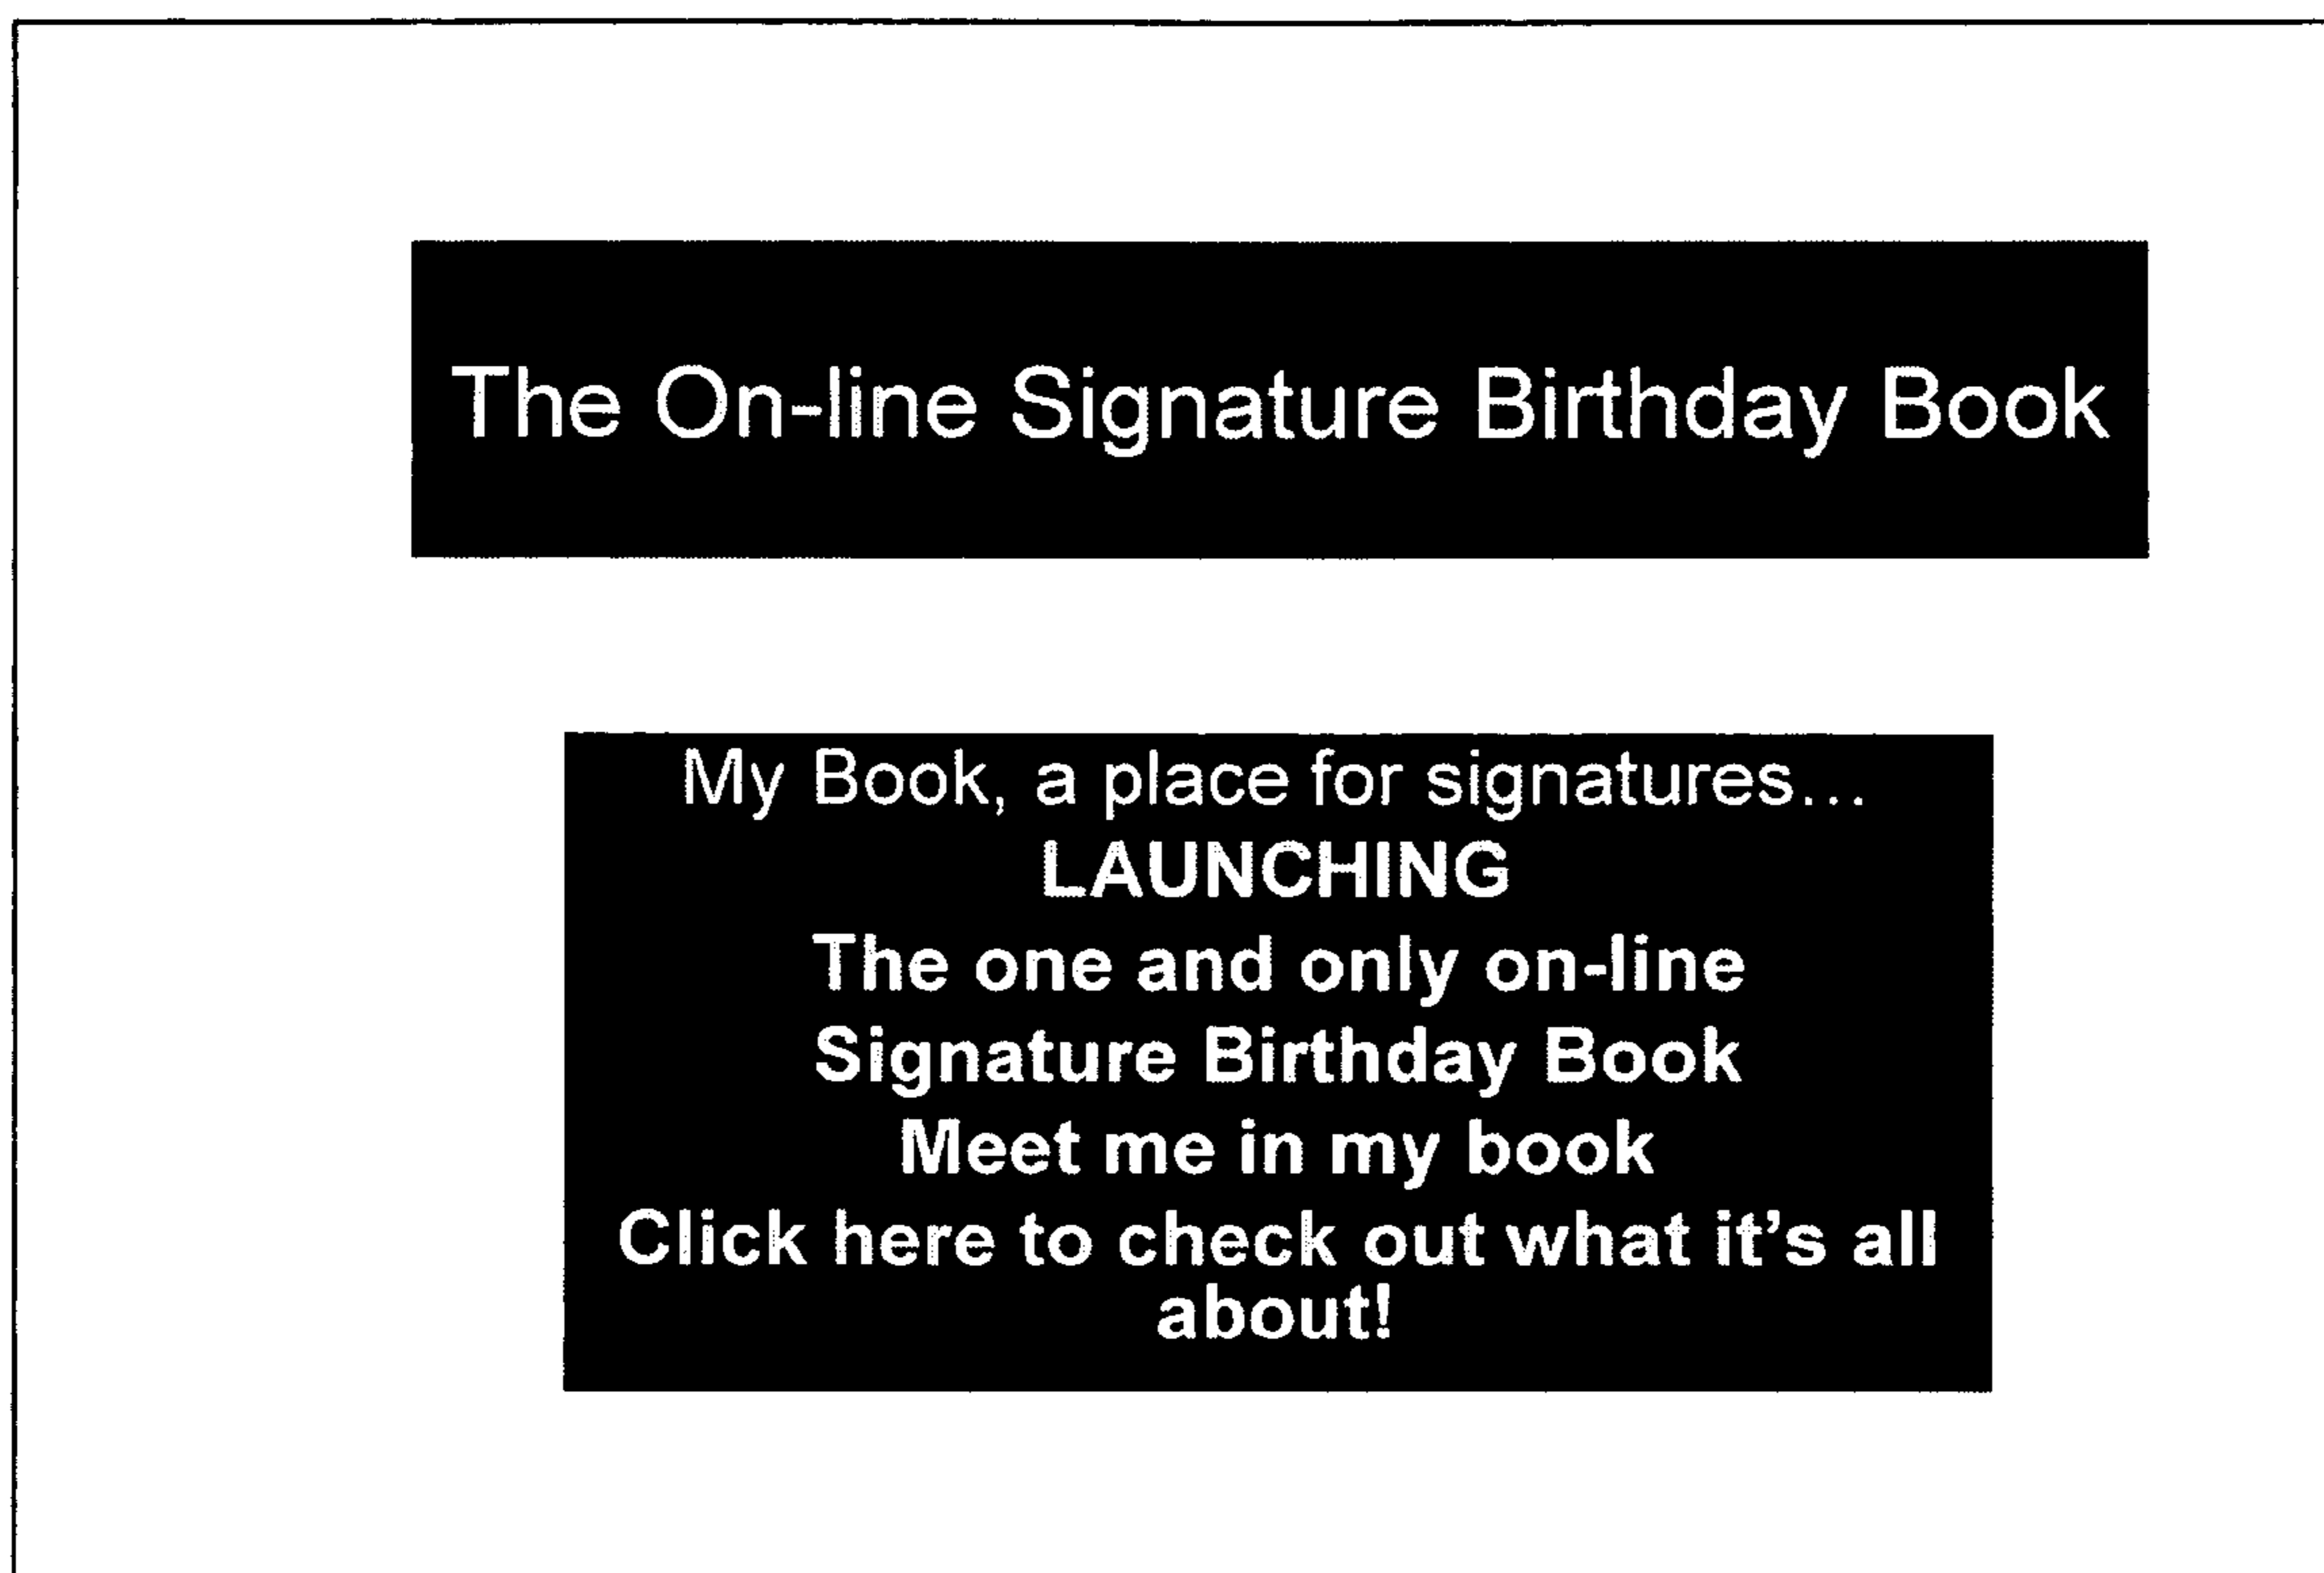 The On-line Signature Birthday Book
My Book, a place for signatures...
LAUNCHING
The one and only on-line
Signature Birthday Book
Meet me in my book
Click here to check out what it's all
about!